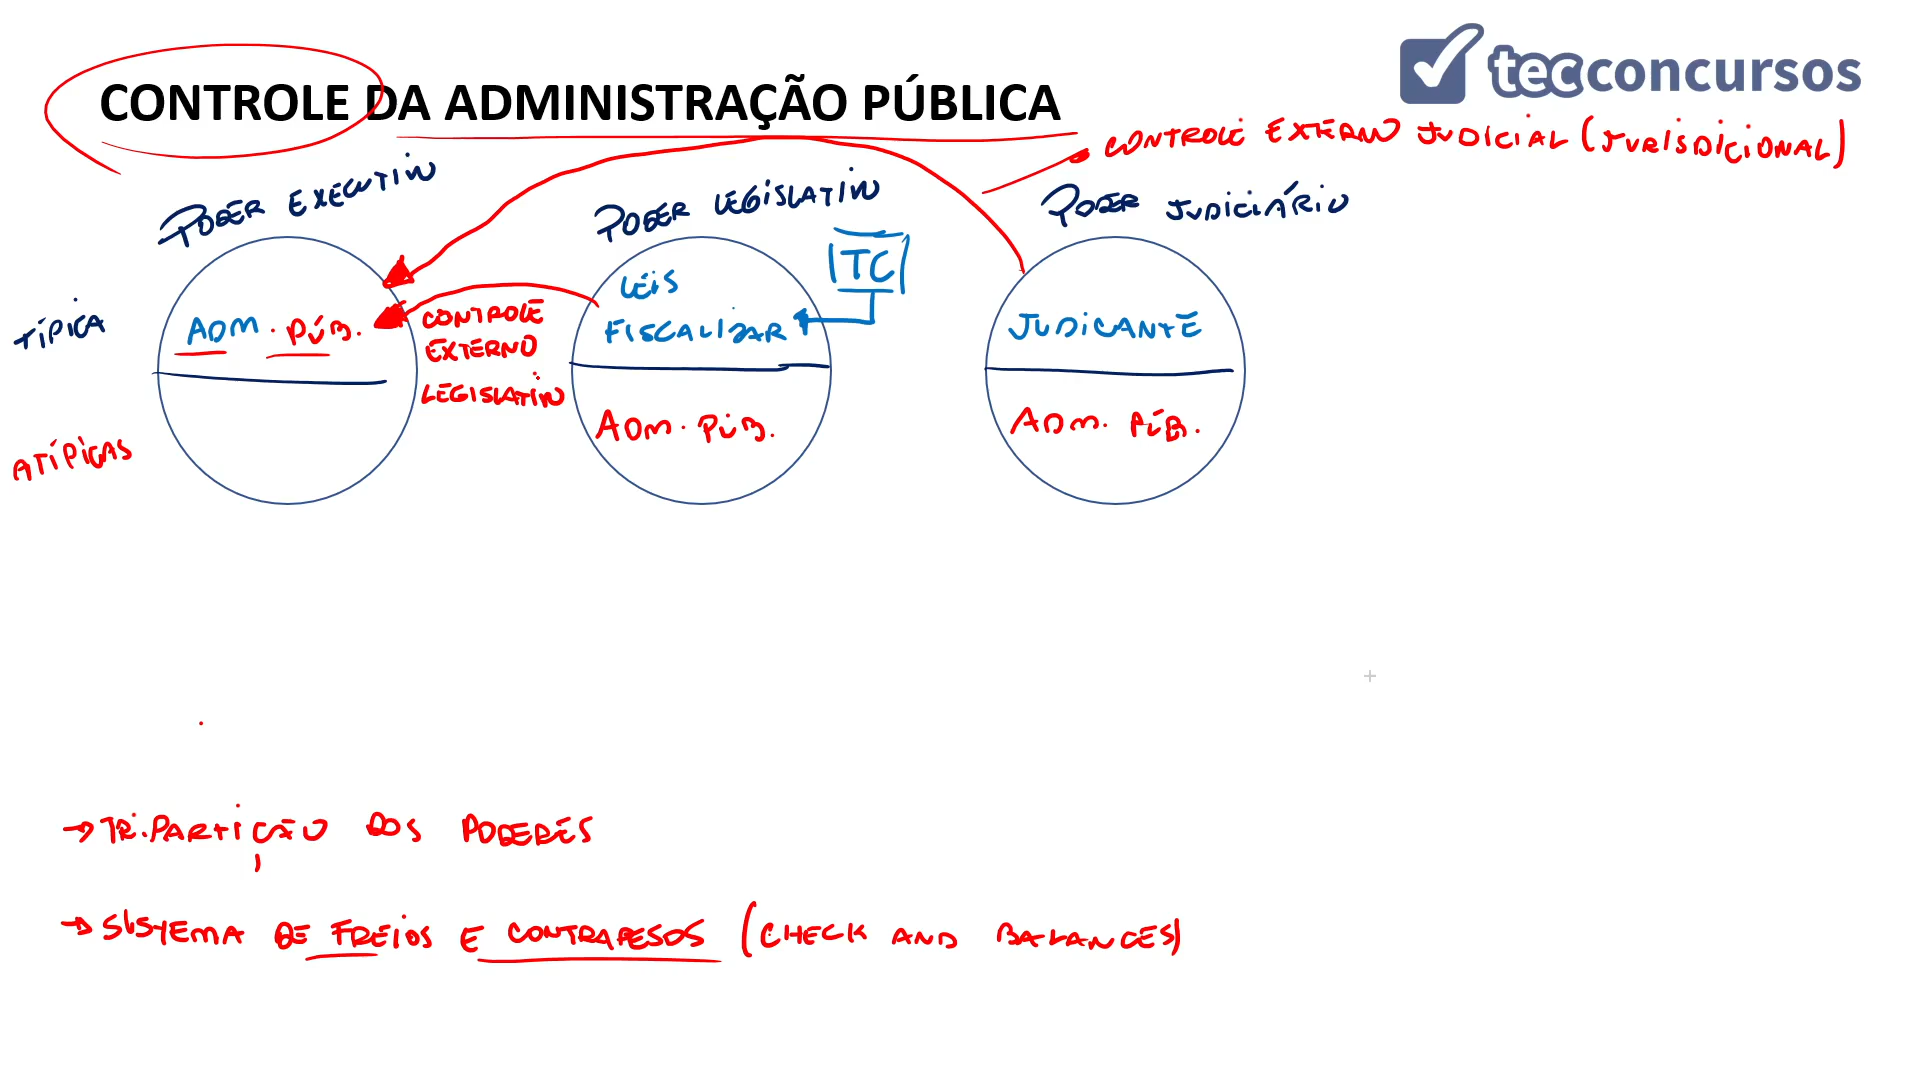 CONTROLE DA ADMINISTRAÇÃO PÚBLICA
tecconcursos
CONTROLE EXTERNO JUDICIAL (JURISDICIONAL)
PODER EXECUTIVO
PODER LEGISLATIVO
PODER JUDICIÁRIO
TC
LEIS
TÍPICA
ADM. PÚB.
CONTROLE
EXTERNO
LEGISLATIVO
FISCALIZAR
JUDICANTE
ATÍPICAS
ADM. PÚB.
ADM. PÚB.
→ TRIPARTIÇÃO DOS PODERES
→ SISTEMA DE FREIOS E CONTRAPESOS (CHECK AND BALANCES)